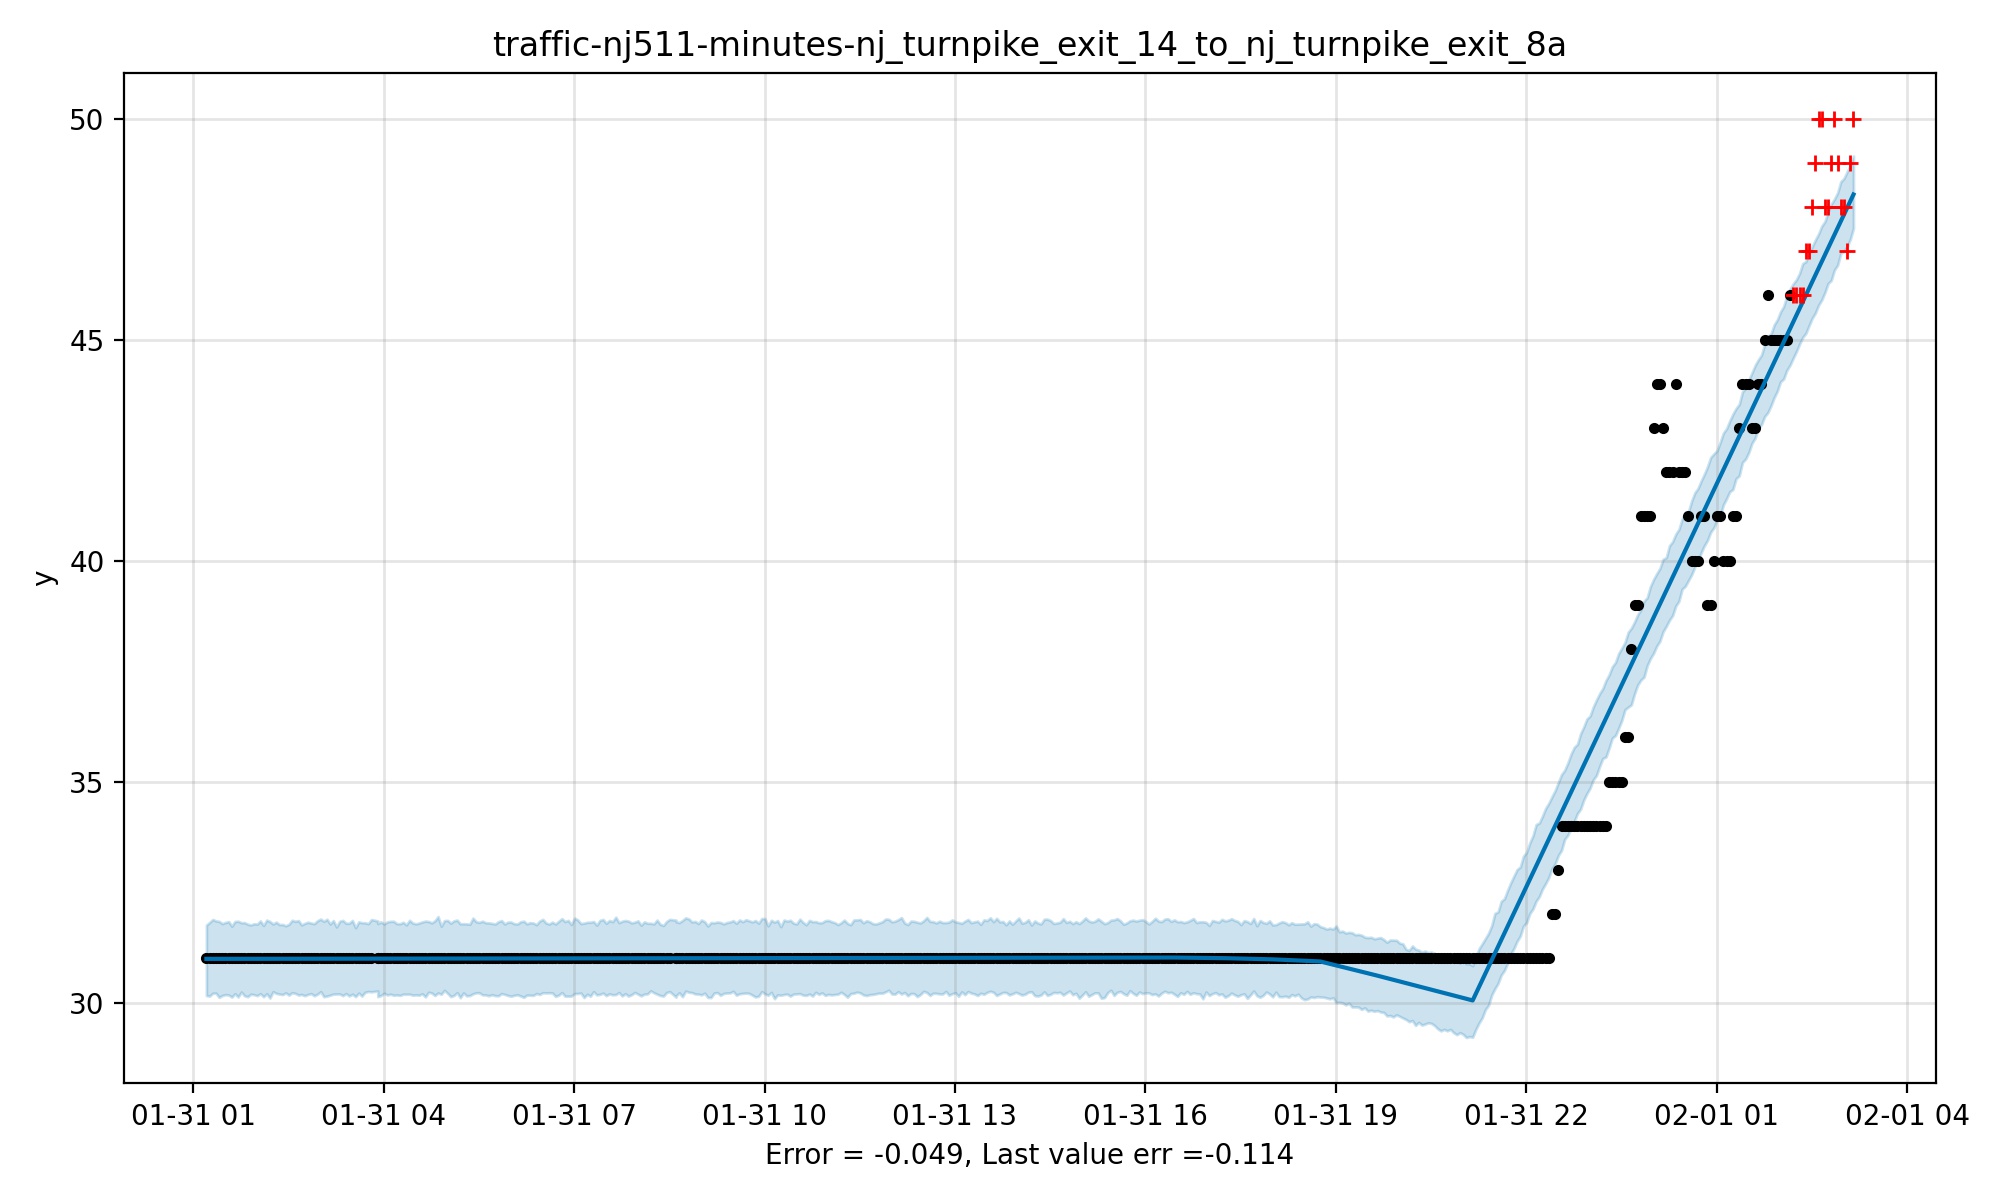 traffic-nj511-minutes-nj_turnpike_exit_14_to_nj_turnpike_exit_8a
50
45
40
35
30
y
01-31 01 01-31 04 01-31 07 01-31 10 01-31 13 01-31 16 01-31 19 01-31 22 02-01 01 02-01 04
Error = -0.049, Last value err =-0.114